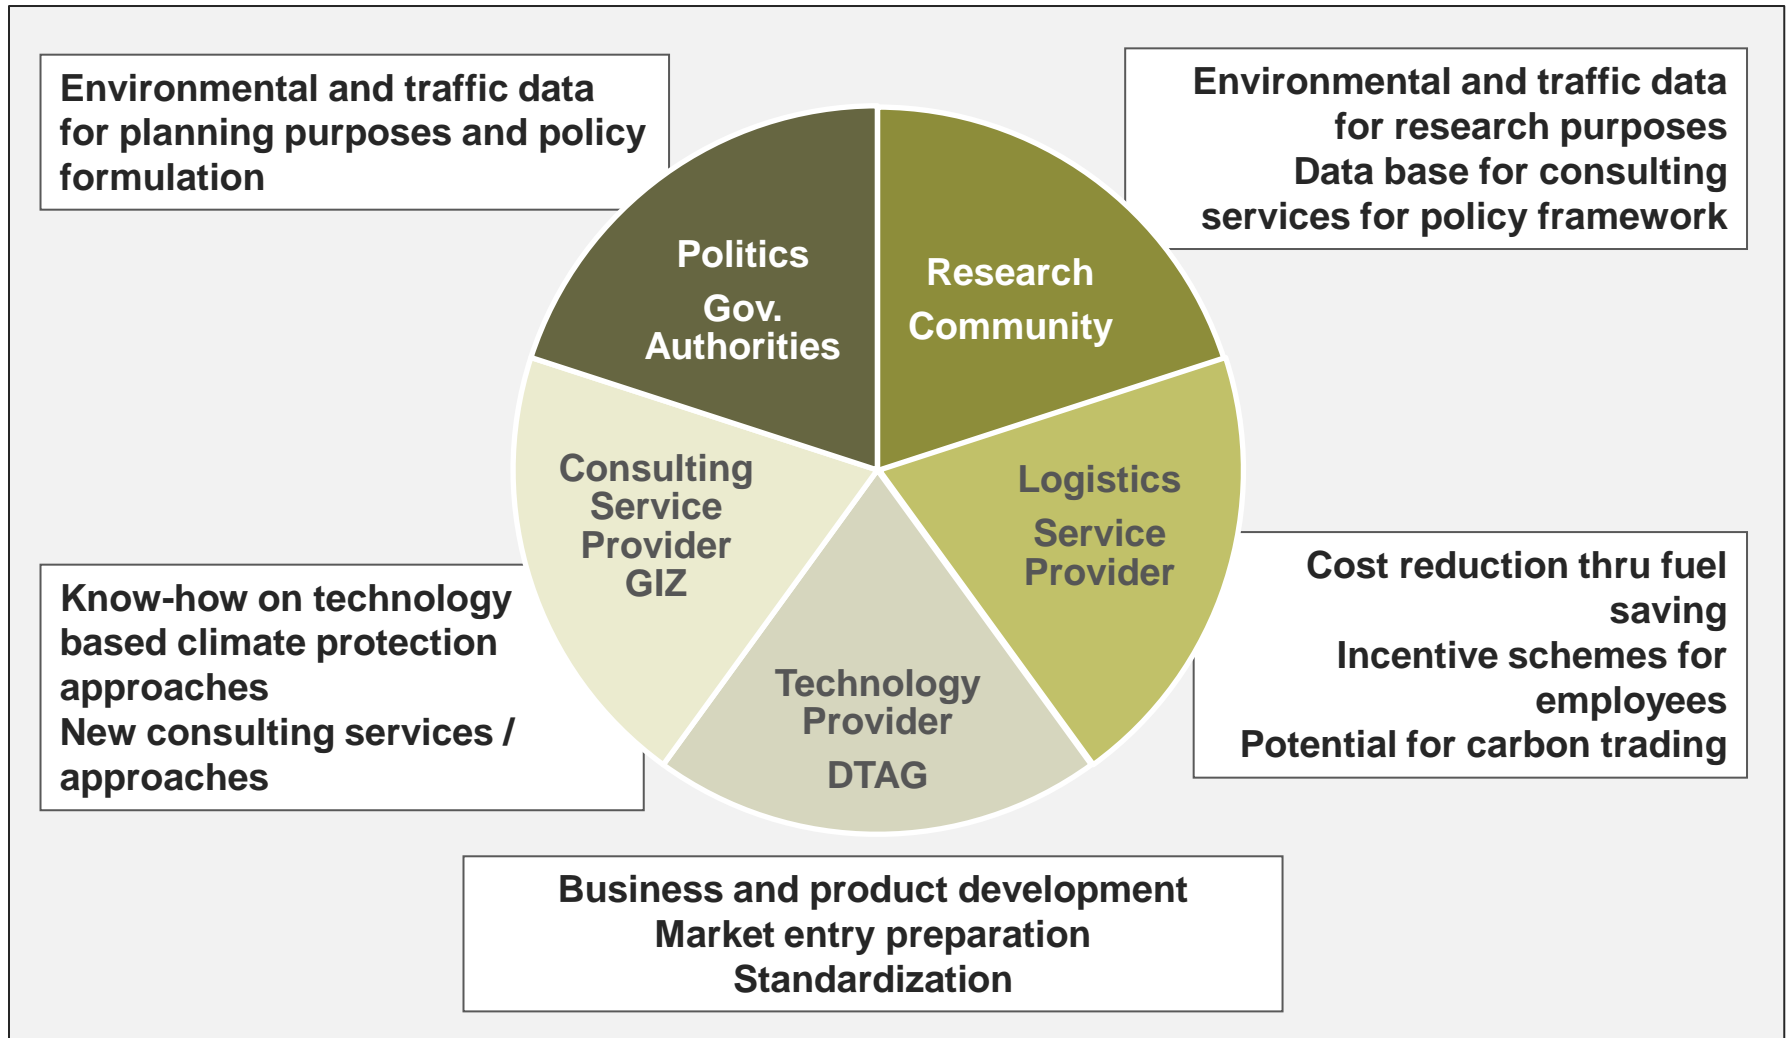 Environmental and traffic data
for planning purposes and policy
formulation
Environmental and traffic data
for research purposes
Data base for consulting
services for policy framework
Politics
Gov.
Authorities
Research
Community
Consulting
Service
Provider
GIZ
Logistics
Service
Provider
Technology
Provider
DTAG
Know-how on technology
based climate protection
approaches
New consulting services /
approaches
Cost reduction thru fuel
saving
Incentive schemes for
employees
Potential for carbon trading
Business and product development
Market entry preparation
Standardization